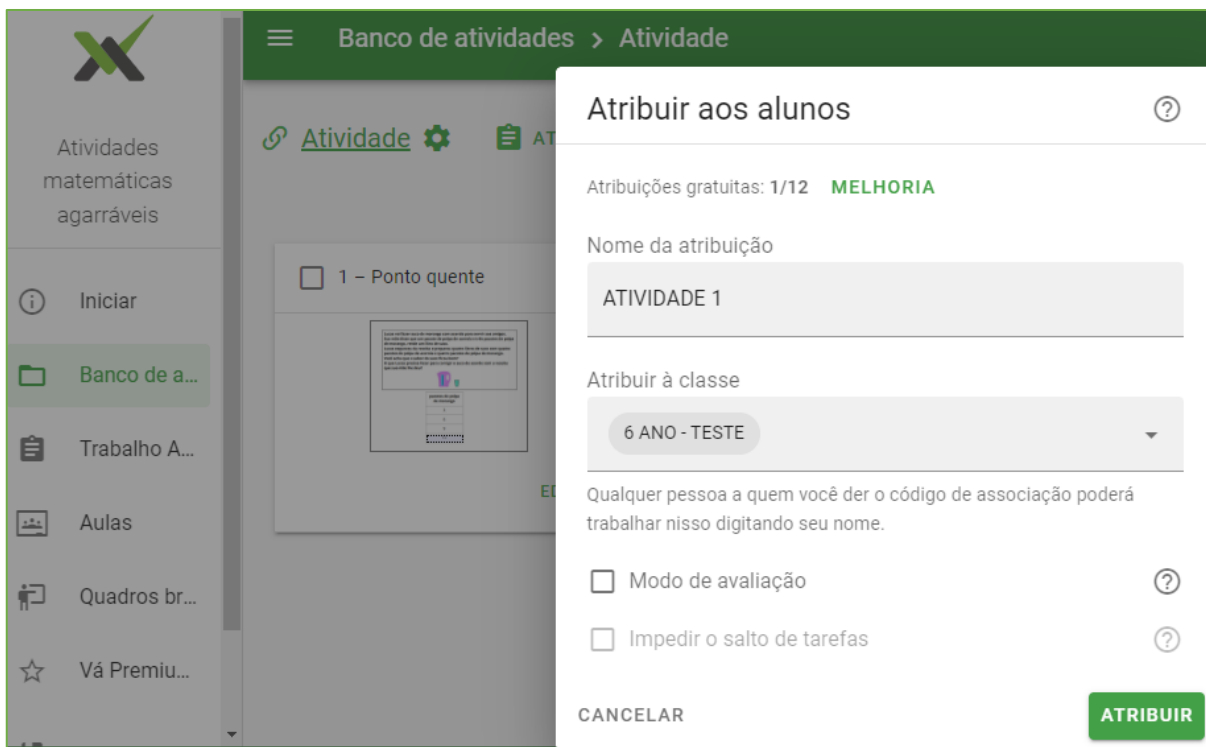 Atividades
matemáticas
agarráveis
Iniciar
Banco de a...
Trabalho A...
Aulas
Quadros br...
Vá Premiu...
Banco de atividades > Atividade
Atividade
AT
1 – Ponto quente
ED
Atribuir aos alunos
Atribuições gratuitas: 1/12 MELHORIA
Nome da atribuição
ATIVIDADE 1
Atribuir à classe
6 ANO - TESTE
Qualquer pessoa a quem você der o código de associação poderá
trabalhar nisso digitando seu nome.
Modo de avaliação
Impedir o salto de tarefas
CANCELAR
ATRIBUIR